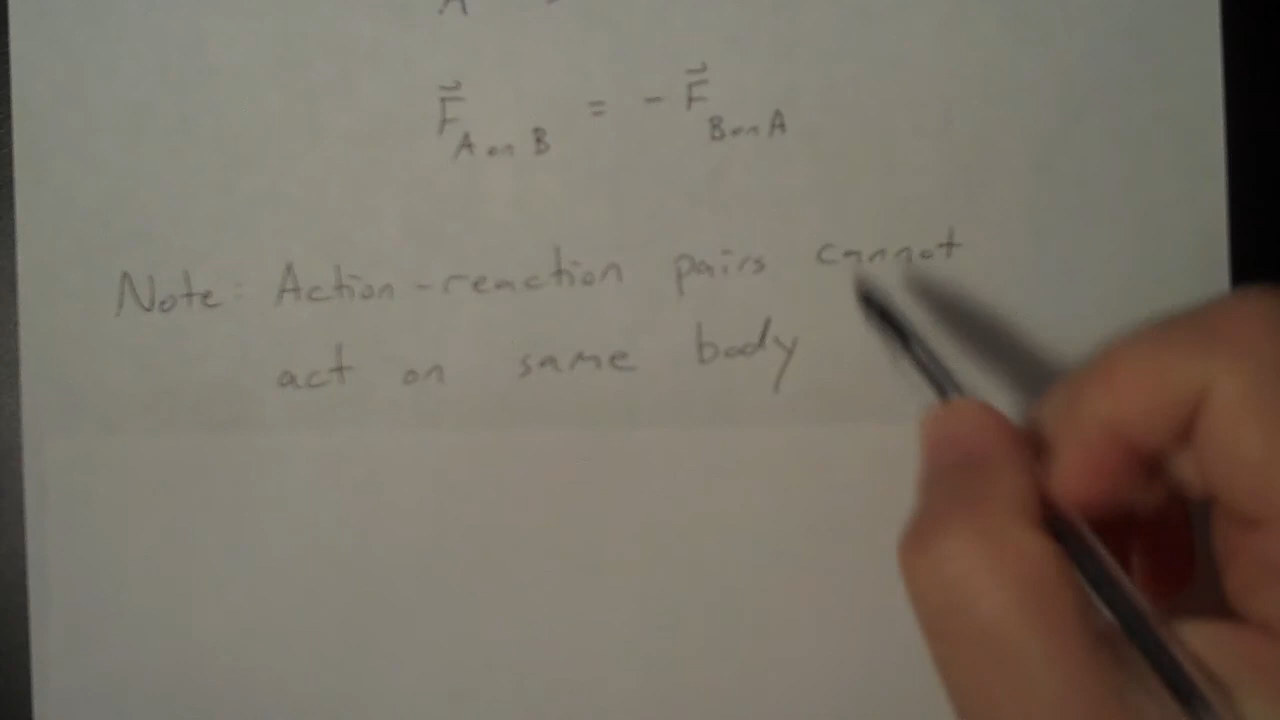 A
F⃗ A on B = - F⃗ B on A
Note: Action-reaction pairs cannot
act on same body